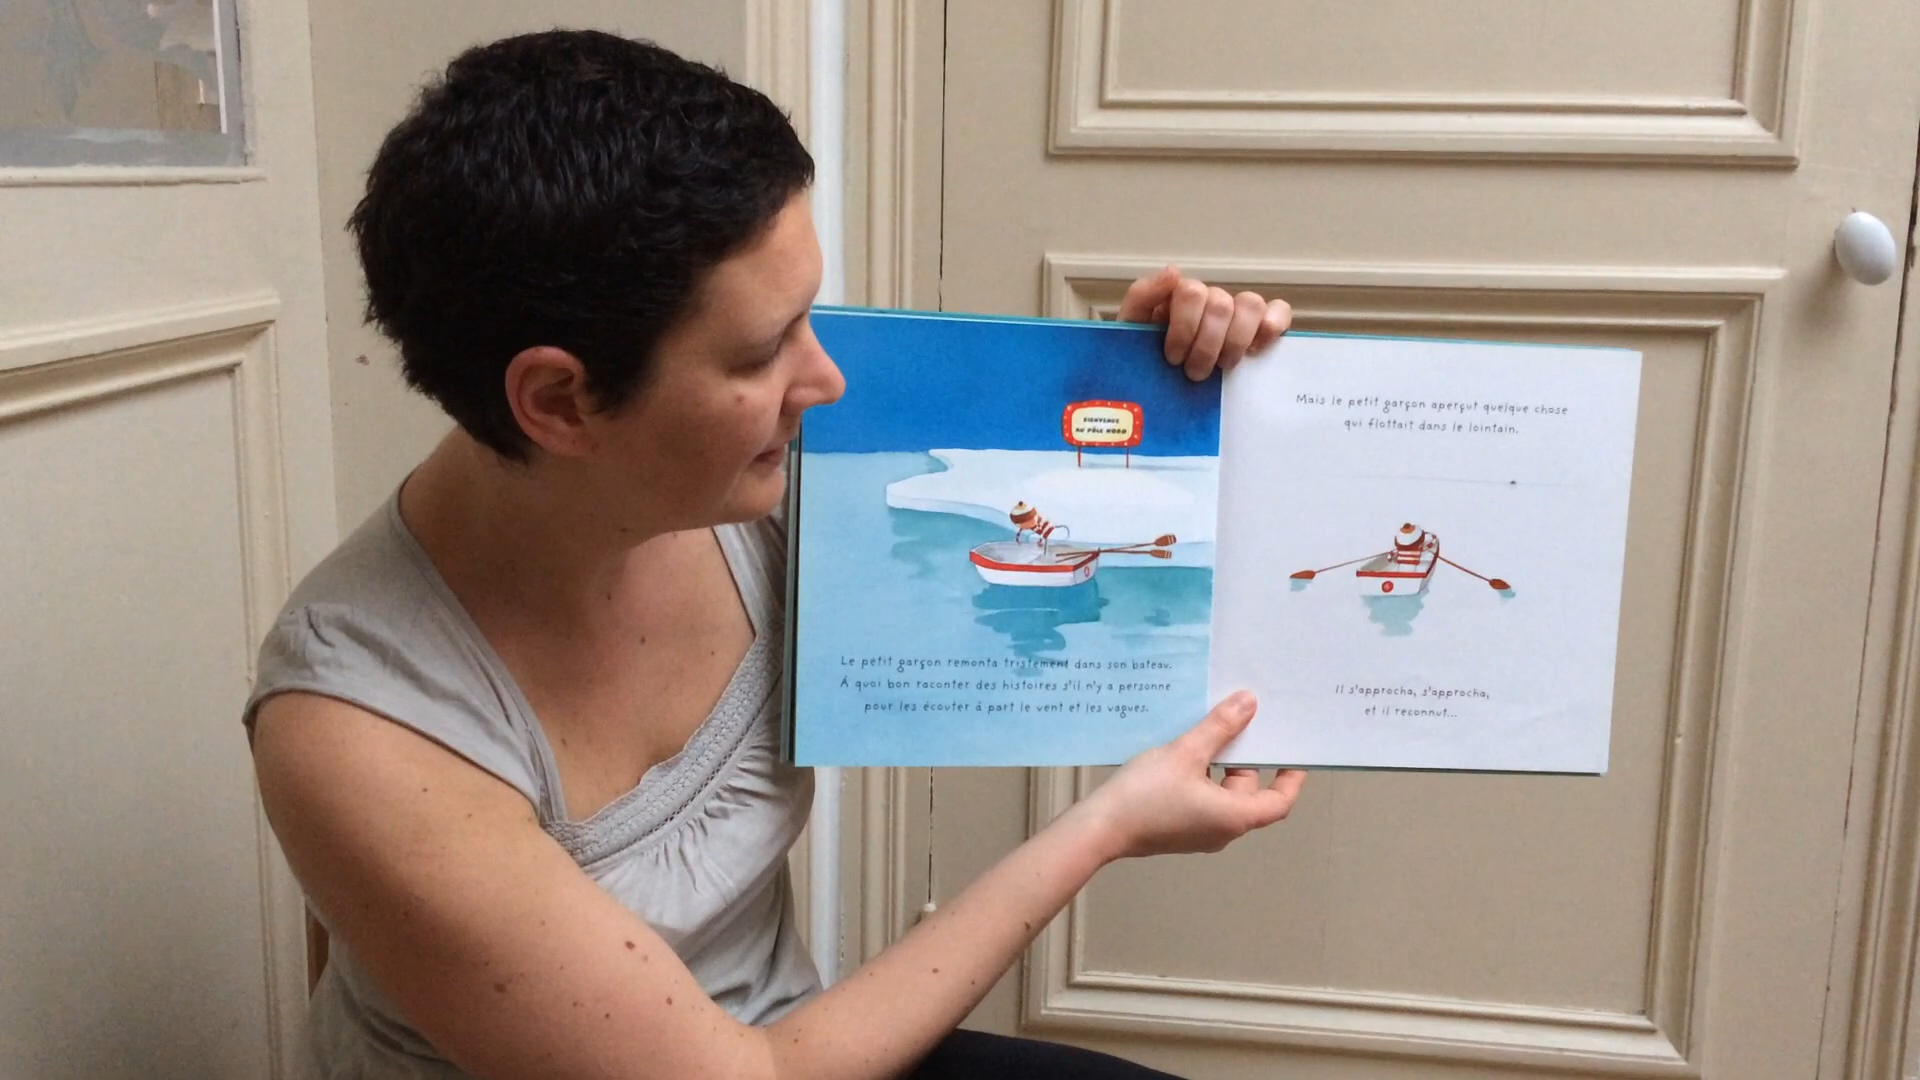 BIENVENUE
AU PÔLE NORD
Le petit garçon remonta tristement dans son bateau.
À quoi bon raconter des histoires s'il n'y a personne
pour les écouter à part le vent et les vagues.
Mais le petit garçon aperçut quelque chose
qui flottait dans le lointain.
Il s'approcha, s'approcha,
et il reconnut...